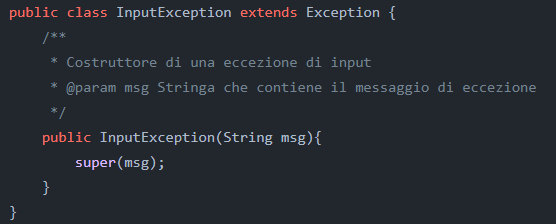 public class InputException extends Exception {
    /**
     * Costruttore di una eccezione di input
     * @param msg Stringa che contiene il messaggio di eccezione
     */
    public InputException(String msg){
        super(msg);
    }
}